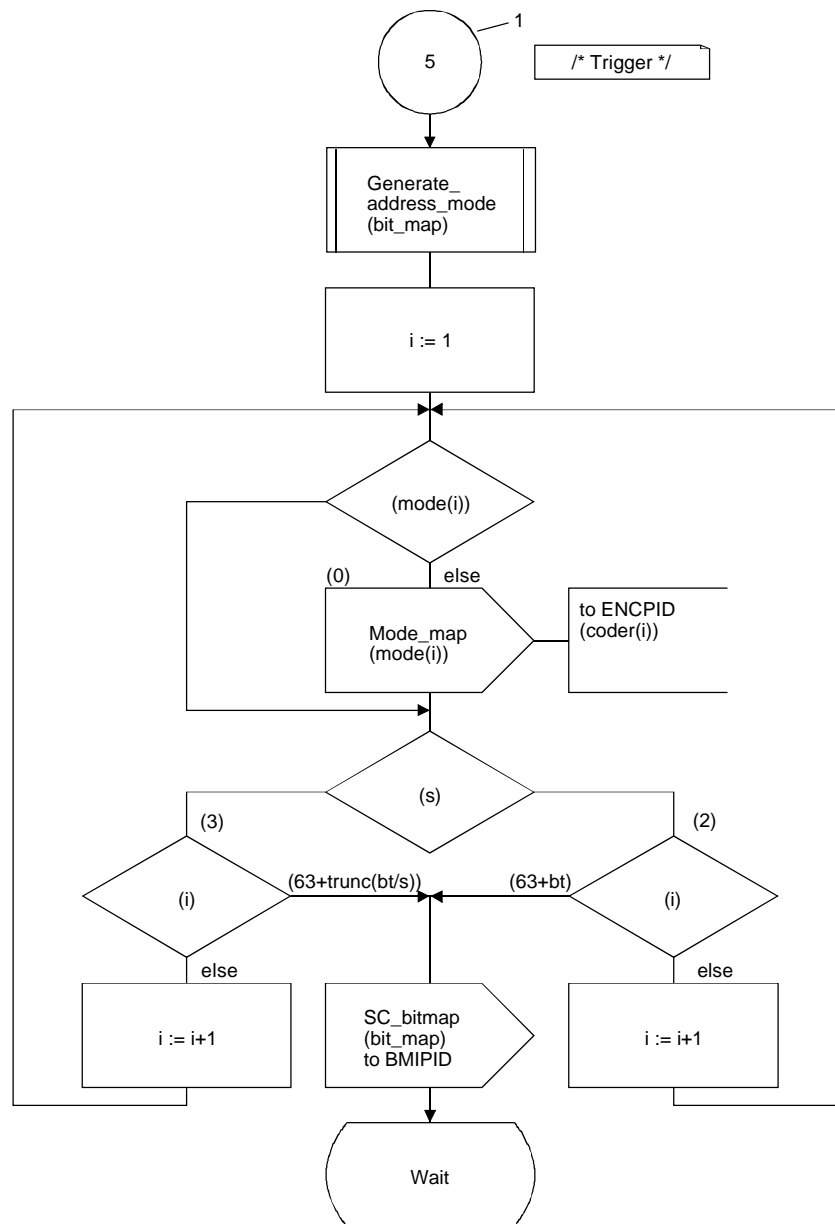 1
5
/* Trigger */
Generate_
address_mode
(bit_map)
i := 1
(mode(i))
(0)
else
Mode_map
(mode(i))
to ENCPID
(coder(i))
(s)
(3)
(2)
(i)
(63+trunc(bt/s))
(63+bt)
(i)
else
else
i := i+1
SC_bitmap
(bit_map)
to BMIPID
i := i+1
Wait